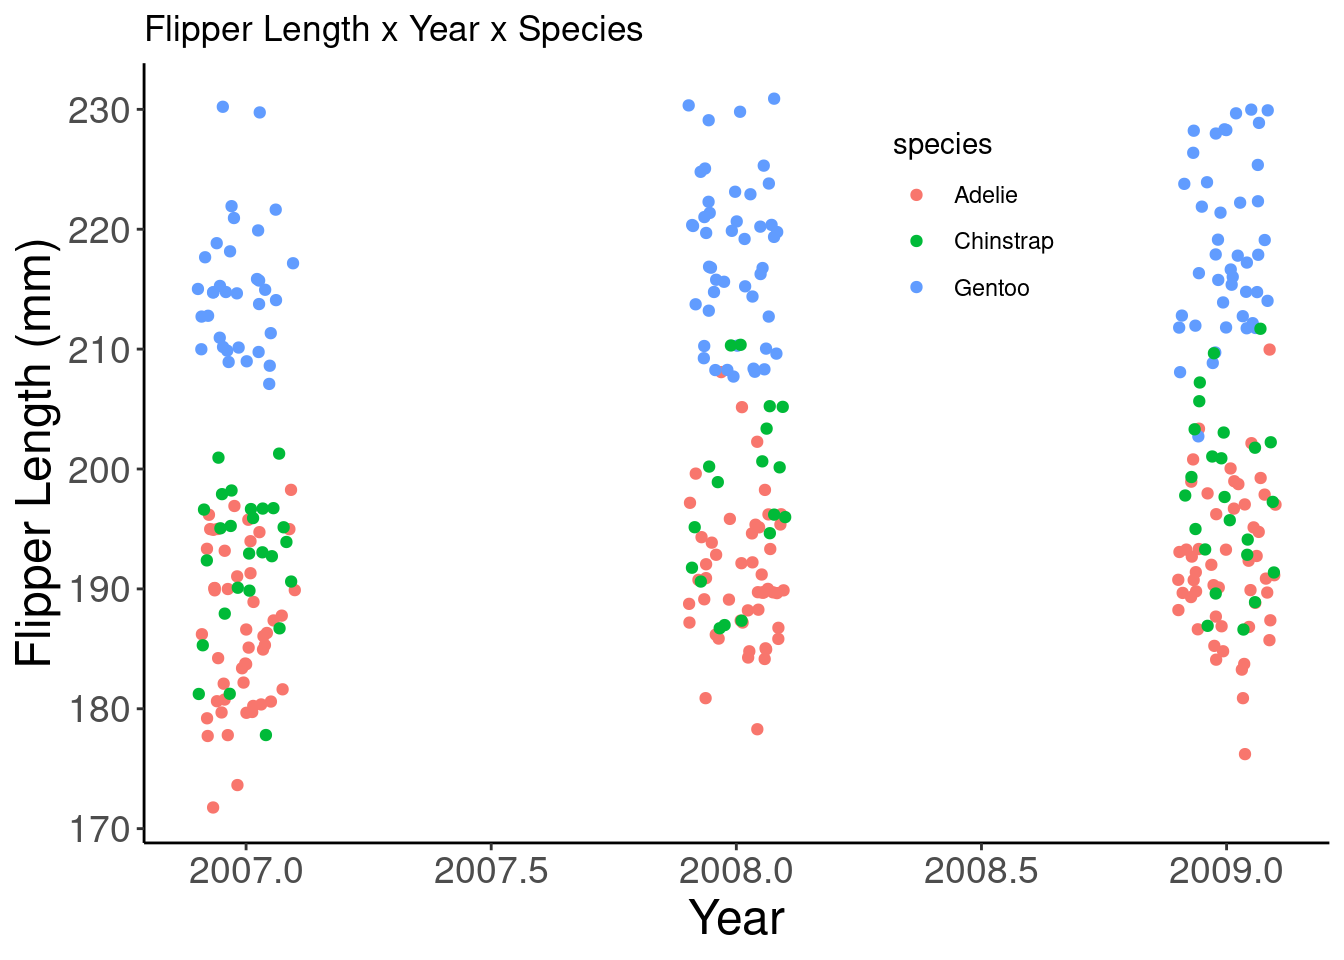 Flipper Length x Year x Species
230
220
210
200
190
180
170
Flipper Length (mm)
species
Adelie
Chinstrap
Gentoo
2007.0 2007.5 2008.0 2008.5 2009.0
Year